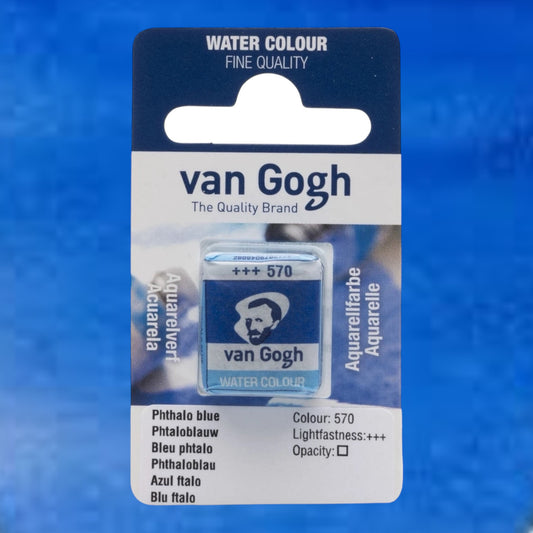 WATER COLOUR
FINE QUALITY
van Gogh
The Quality Brand
+++ 570
van Gogh
WATER COLOUR
Aquarelverf
Acuarela
Aquarellfarbe
Aquarelle
Phthalo blue
Phtaloblauw
Bleu phtalo
Phthaloblau
Azul ftalo
Blu ftalo
Colour: 570
Lightfastness:+++
Opacity: